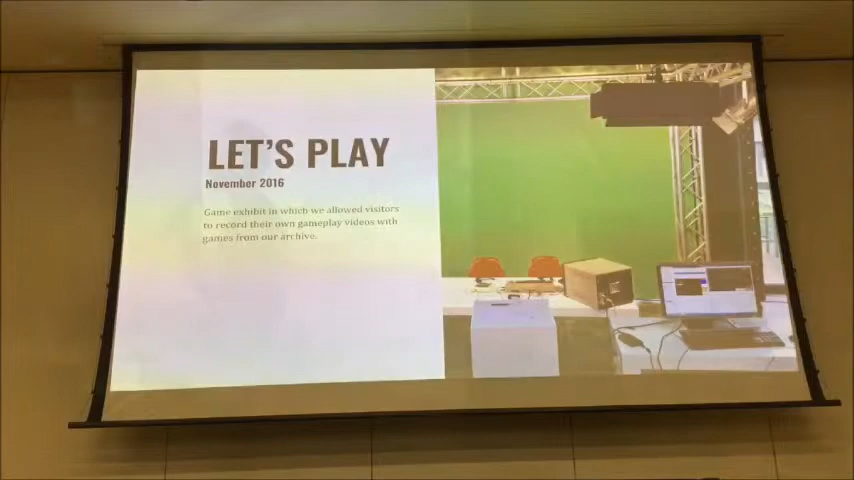 LET'S PLAY
November 2016
Game exhibit in which we allowed visitors
to record their own gameplay videos with
games from our archive.